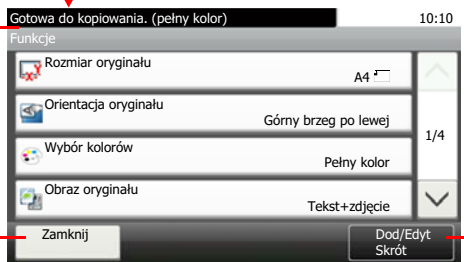 Gotowa do kopiowania. (pełny kolor)
10:10
Funkcje
Rozmiar oryginału
A4
Orientacja oryginału
Górny brzeg po lewej
1/4
Wybór kolorów
Pełny kolor
Obraz oryginału
Tekst+zdjęcie
Zamknij
Dod/Edyt
Skrót